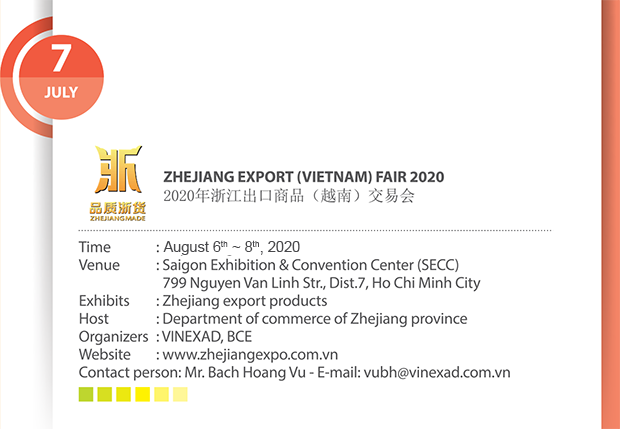 7
JULY
浙
品质浙货
ZHEJIANGMADE
ZHEJIANG EXPORT (VIETNAM) FAIR 2020
2020年浙江出口商品（越南）交易会
Time : August 6th ~ 8th, 2020
Venue : Saigon Exhibition & Convention Center (SECC)
799 Nguyen Van Linh Str., Dist.7, Ho Chi Minh City
Exhibits : Zhejiang export products
Host : Department of commerce of Zhejiang province
Organizers : VINEXAD, BCE
Website : www.zhejiangexpo.com.vn
Contact person: Mr. Bach Hoang Vu - E-mail: vubh@vinexad.com.vn